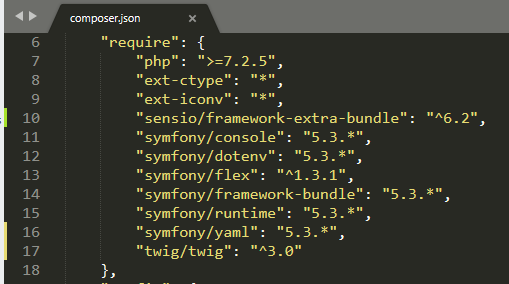 composer.json ×
6 "require": {
7 "php": ">=7.2.5",
8 "ext-ctype": "*",
9 "ext-iconv": "*",
10 "sensio/framework-extra-bundle": "^6.2",
11 "symfony/console": "5.3.*",
12 "symfony/dotenv": "5.3.*",
13 "symfony/flex": "^1.3.1",
14 "symfony/framework-bundle": "5.3.*",
15 "symfony/runtime": "5.3.*",
16 "symfony/yaml": "5.3.*",
17 "twig/twig": "^3.0"
18 },